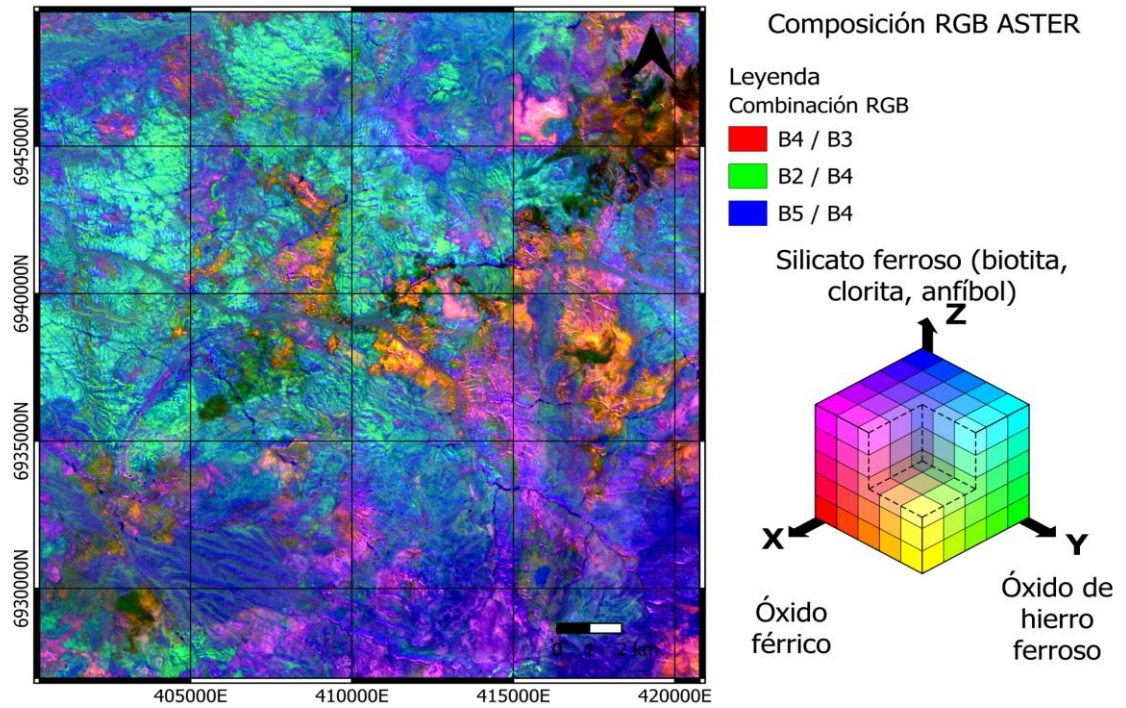 Composición RGB ASTER
Leyenda
Combinación RGB
B4 / B3
B2 / B4
B5 / B4
Silicato ferroso (biotita,
clorita, anfíbol)
Z
X
Y
Óxido
férrico
Óxido de
hierro
ferroso
6945000N
6940000N
6935000N
6930000N
0 1 2 km
405000E 410000E 415000E 420000E